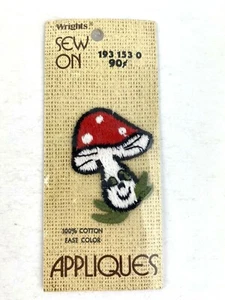 Wrights®
SEW
ON
193 153 0
90¢
100% COTTON
FAST COLOR
APPLIQUES